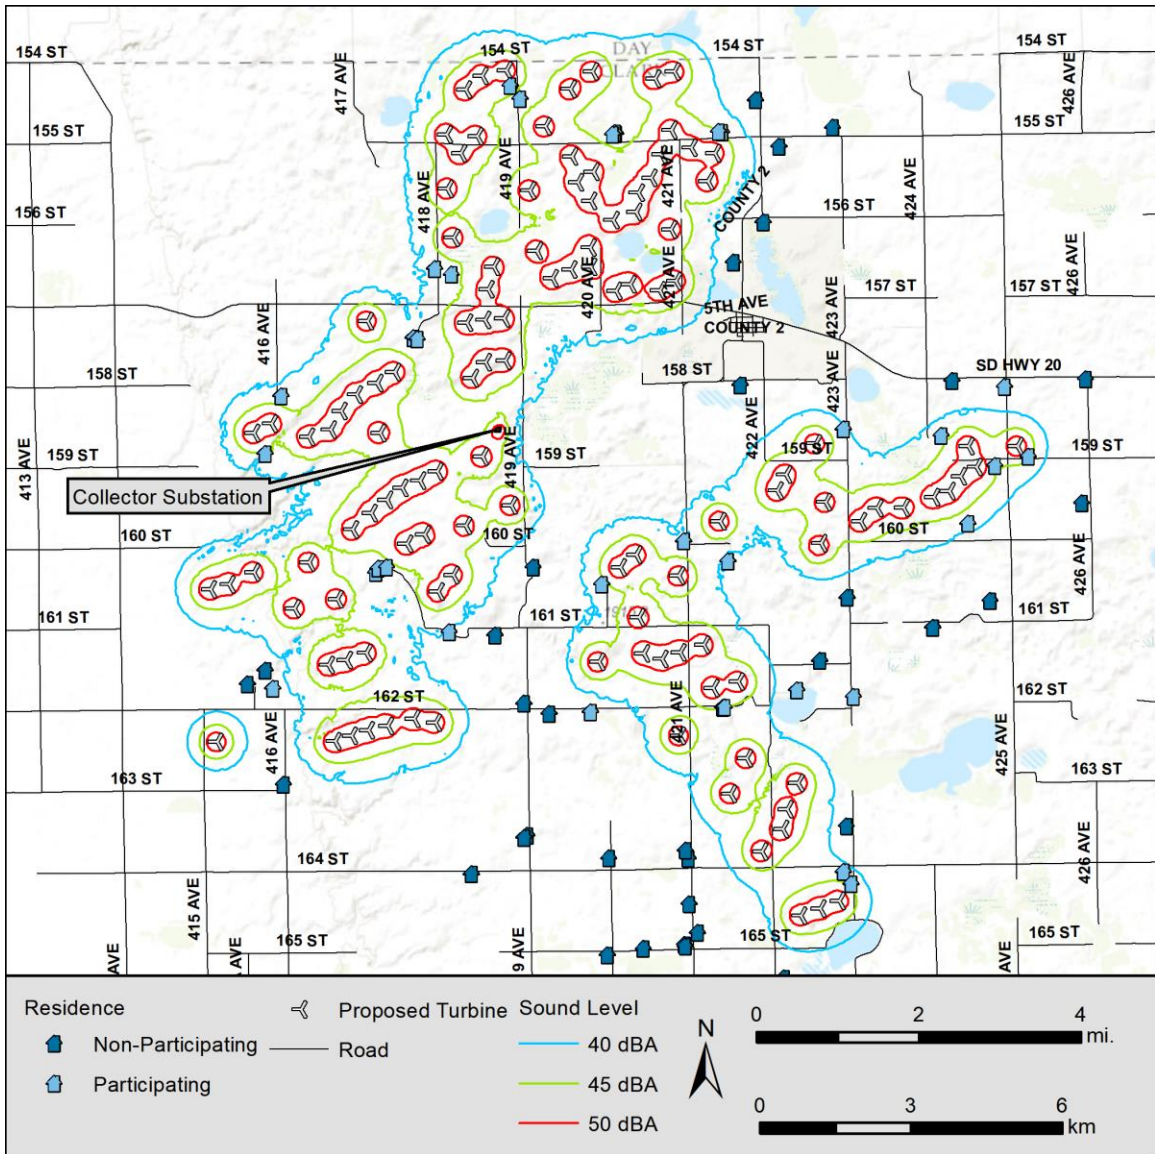 DAY
CLARK
154 ST
154 ST
154 ST
154 ST
417 AVE
426 AVE
155 ST
155 ST
419 AVE
421 AVE
424 AVE
418 AVE
COUNTY 2
156 ST
156 ST
426 AVE
420 AVE
421 AVE
157 ST
157 ST
5TH AVE
COUNTY 2
423 AVE
416 AVE
158 ST
158 ST
SD HWY 20
423 AVE
422 AVE
413 AVE
159 ST
419 AVE
159 ST
159 ST
159 ST
Collector Substation
160 ST
160 ST
160 ST
426 AVE
161 ST
161 ST
161 ST
162 ST
162 ST
421 AVE
416 AVE
425 AVE
163 ST
163 ST
164 ST
426 AVE
415 AVE
165 ST
165 ST
165 ST
AVE
AVE
9 AVE
AVE
Residence
Non-Participating
Participating
Proposed Turbine
Road
Sound Level
40 dBA
45 dBA
50 dBA
N
0 2 4
mi.
0 3 6
km